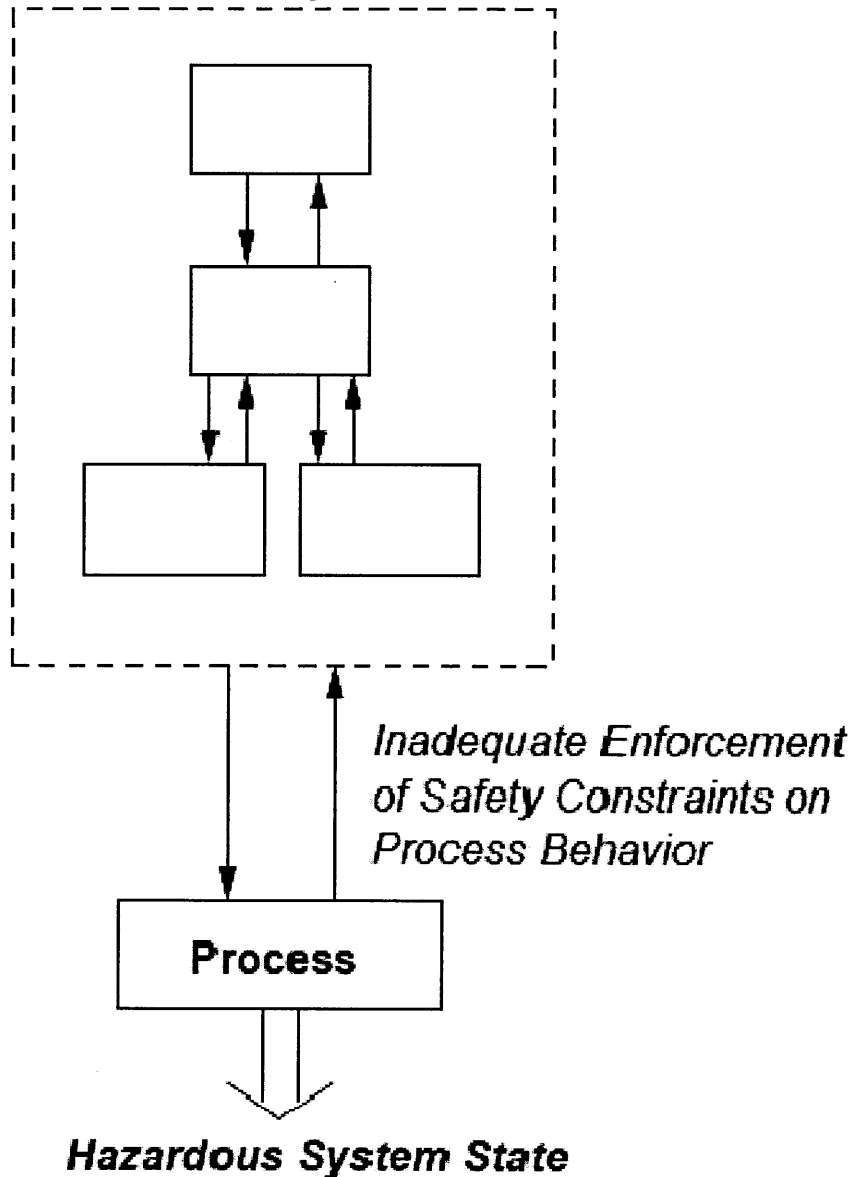 Inadequate Enforcement
of Safety Constraints on
Process Behavior
Process
Hazardous System State